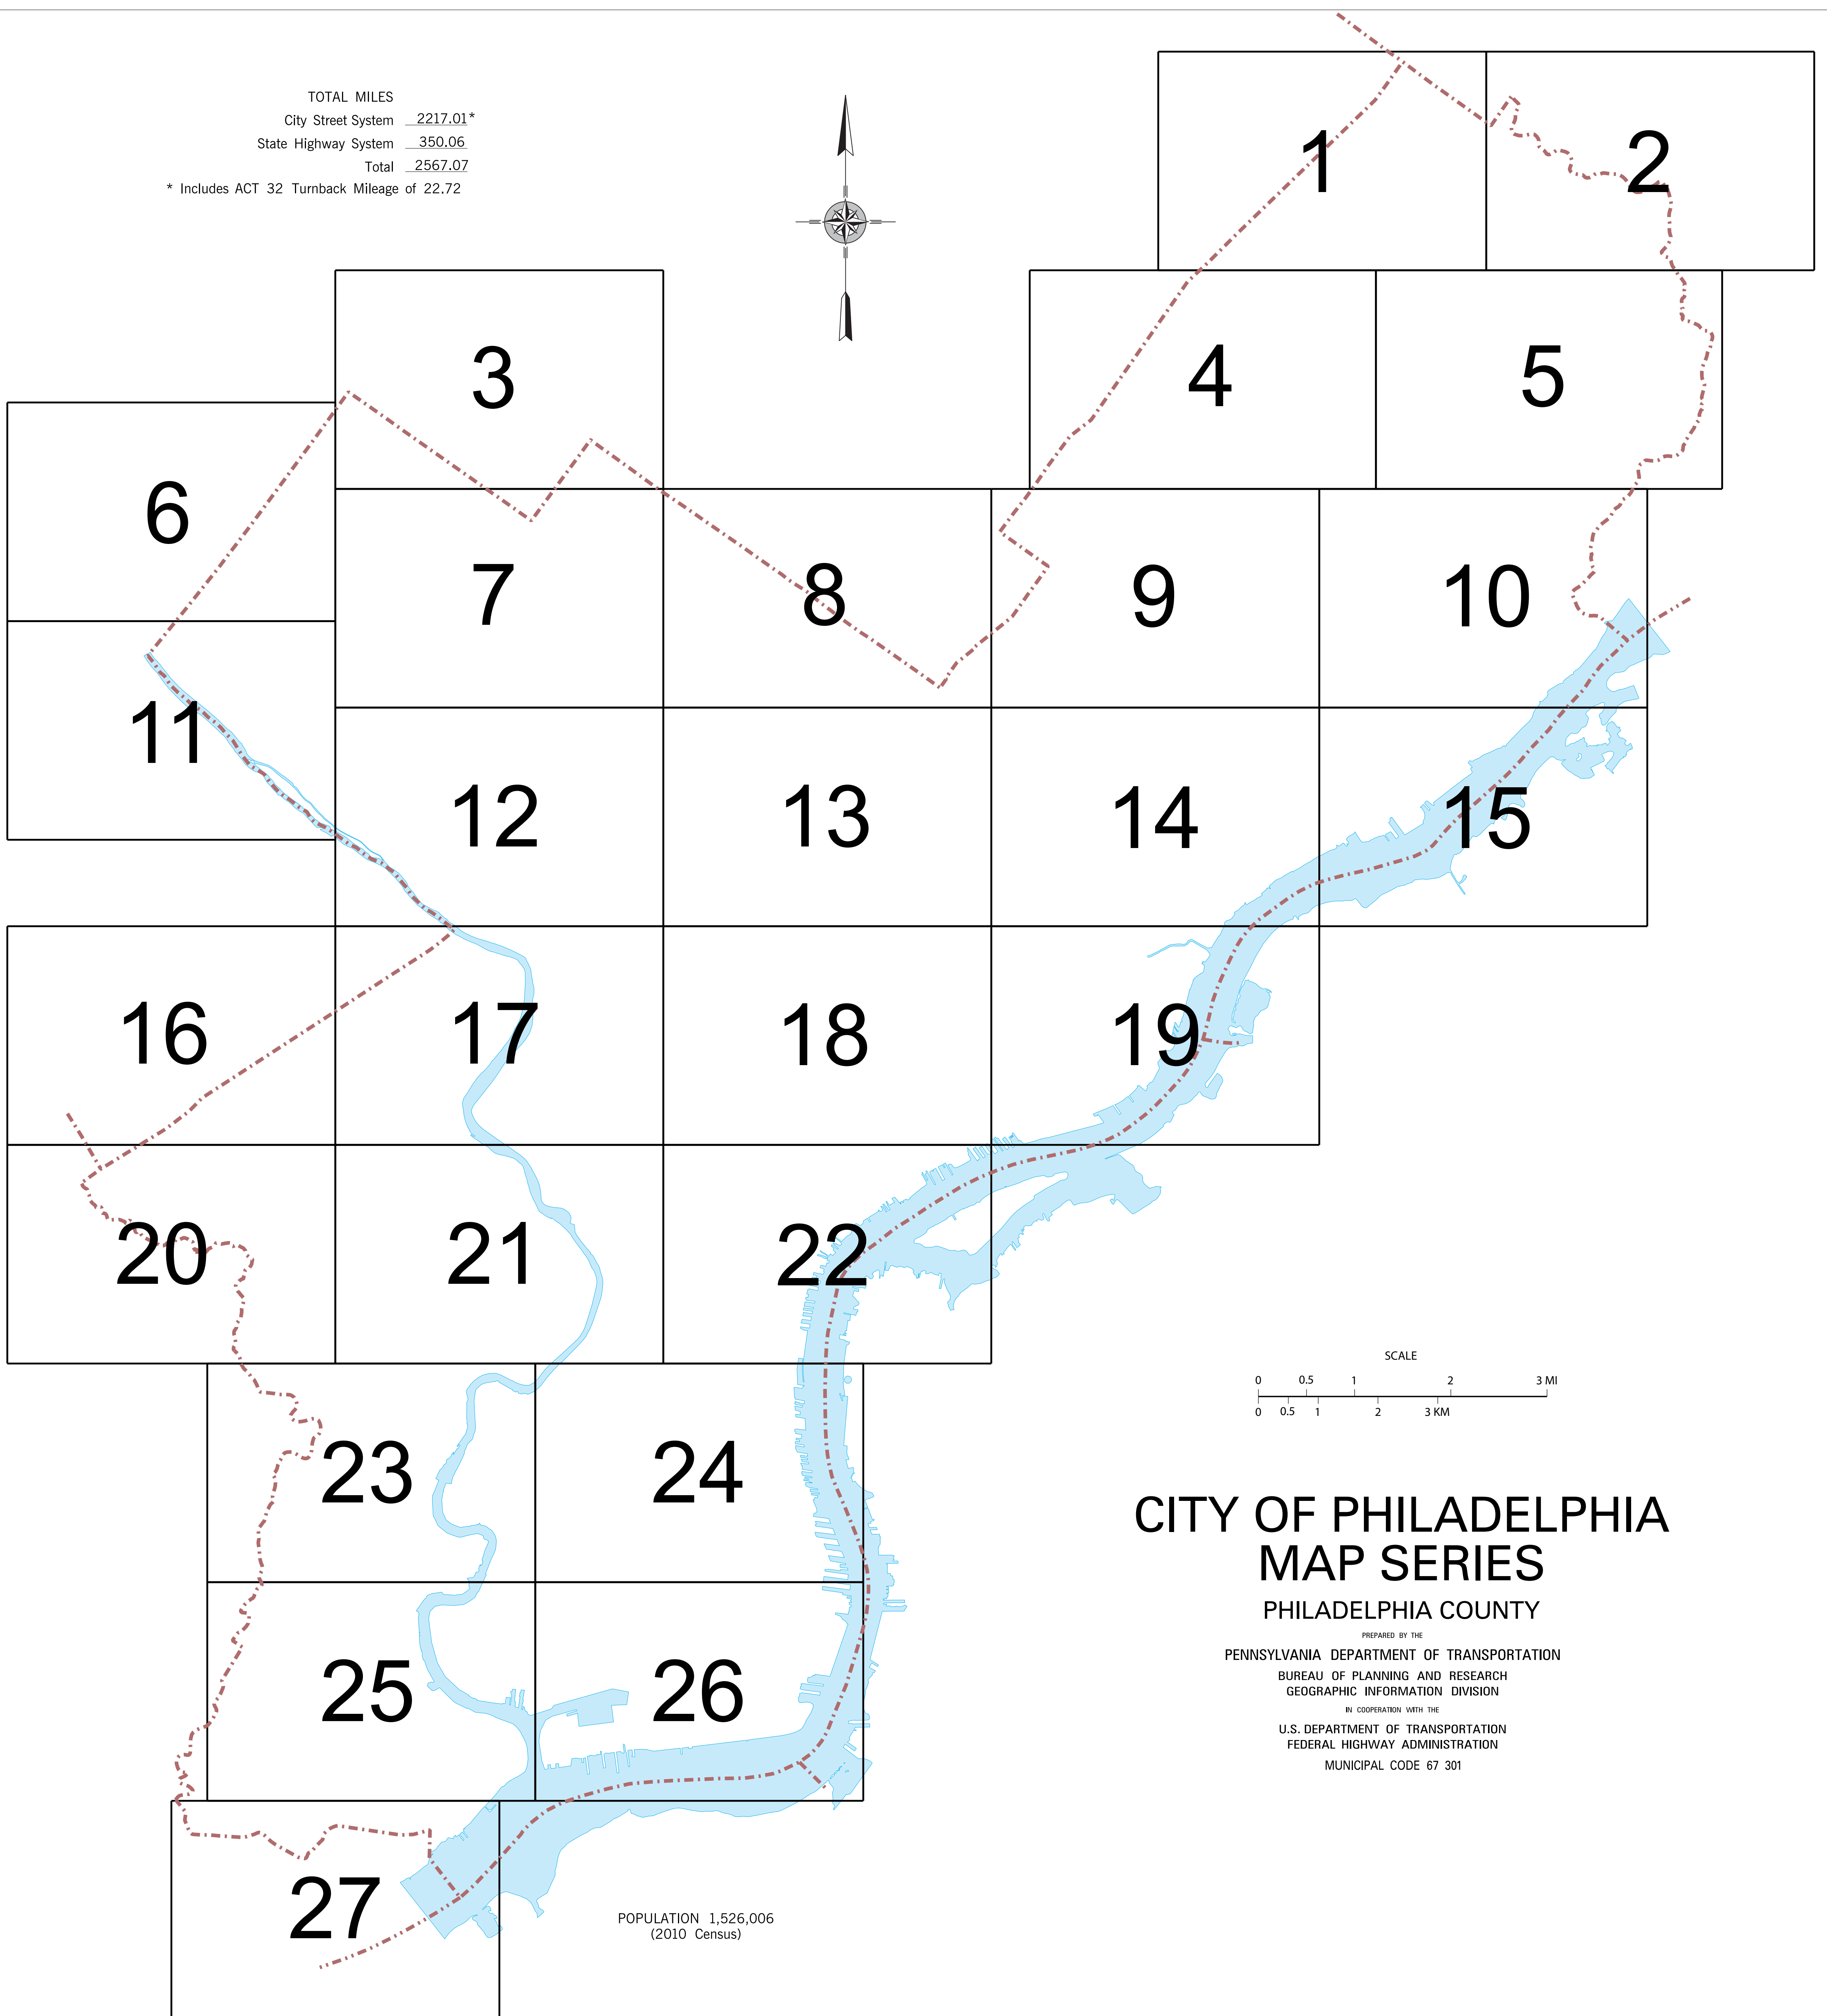 TOTAL MILES
City Street System 2217.01*
State Highway System 350.06
Total 2567.07
* Includes ACT 32 Turnback Mileage of 22.72
1
2
3
4
5
6
7
8
9
10
11
12
13
14
15
16
17
18
19
20
21
22
23
24
25
26
27
SCALE
0 0.5 1 2 3 MI
0 0.5 1 2 3 KM
CITY OF PHILADELPHIA
MAP SERIES
PHILADELPHIA COUNTY
PREPARED BY THE
PENNSYLVANIA DEPARTMENT OF TRANSPORTATION
BUREAU OF PLANNING AND RESEARCH
GEOGRAPHIC INFORMATION DIVISION
IN COOPERATION WITH THE
U.S. DEPARTMENT OF TRANSPORTATION
FEDERAL HIGHWAY ADMINISTRATION
MUNICIPAL CODE 67 301
POPULATION 1,526,006
(2010 Census)